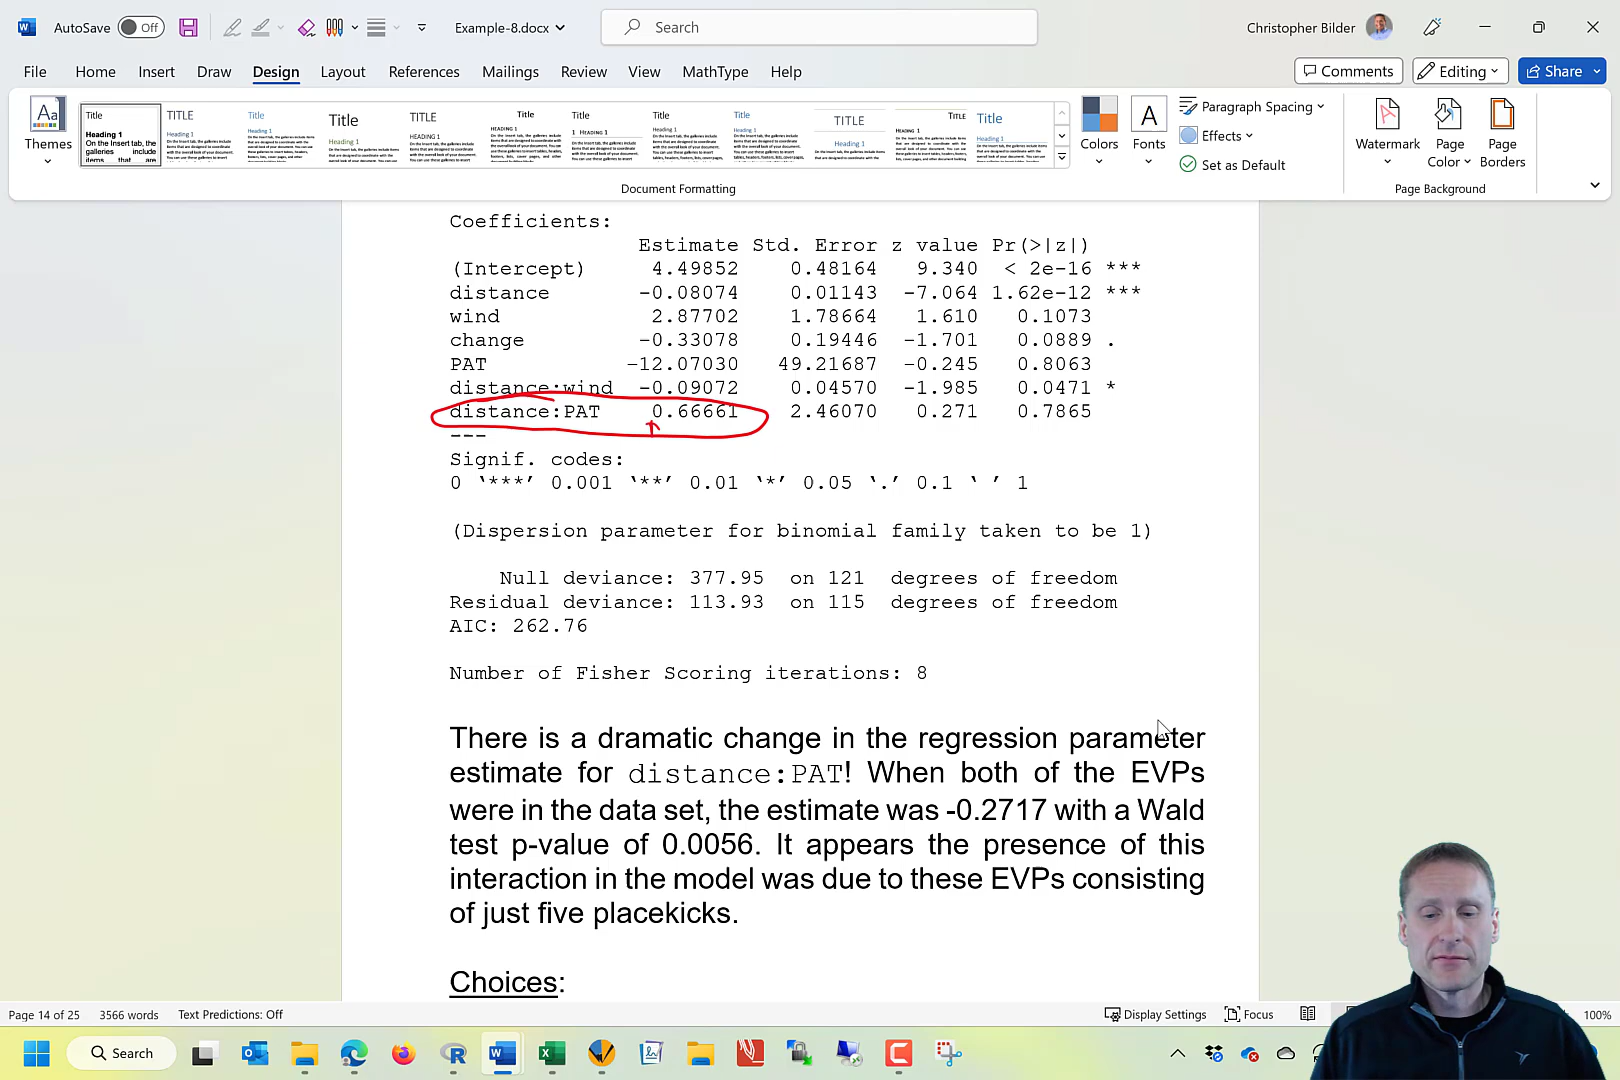 AutoSave Off Example-8.docx Search Christopher Bilder
File Home Insert Draw Design Layout References Mailings Review View MathType Help Comments Editing Share
Themes
Colors
Fonts
Paragraph Spacing
Effects
Set as Default
Watermark
Page Color
Page Borders
Document Formatting
Page Background
Coefficients:
Estimate Std. Error z value Pr(>|z|)
(Intercept) 4.49852 0.48164 9.340 < 2e-16 ***
distance -0.08074 0.01143 -7.064 1.62e-12 ***
wind 2.87702 1.78664 1.610 0.1073
change -0.33078 0.19446 -1.701 0.0889 .
PAT -12.07030 49.21687 -0.245 0.8063
distance:wind -0.09072 0.04570 -1.985 0.0471 *
distance:PAT 0.66661 2.46070 0.271 0.7865
---
Signif. codes:
0 ‘***’ 0.001 ‘**’ 0.01 ‘*’ 0.05 ‘.’ 0.1 ‘ ’ 1
(Dispersion parameter for binomial family taken to be 1)
Null deviance: 377.95 on 121 degrees of freedom
Residual deviance: 113.93 on 115 degrees of freedom
AIC: 262.76
Number of Fisher Scoring iterations: 8
There is a dramatic change in the regression parameter
estimate for distance:PAT! When both of the EVPs
were in the data set, the estimate was -0.2717 with a Wald
test p-value of 0.0056. It appears the presence of this
interaction in the model was due to these EVPs consisting
of just five placekicks.
Choices:
Page 14 of 25 3566 words Text Predictions: Off Display Settings Focus 100%
Search